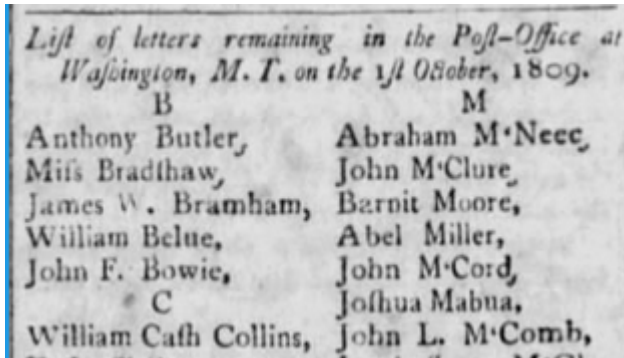 Liſt of letters remaining in the Poſt-Office at
Waſhington, M. T. on the 1ſt October, 1809.
B
Anthony Butler,
Miſs Bradſhaw,
James W. Bramham,
William Belue,
John F. Bowie,
C
William Caſh Collins,
M
Abraham M'Neec,
John M'Clure,
Barnit Moore,
Abel Miller,
John M'Cord,
Joſhua Mabua,
John L. M'Comb,